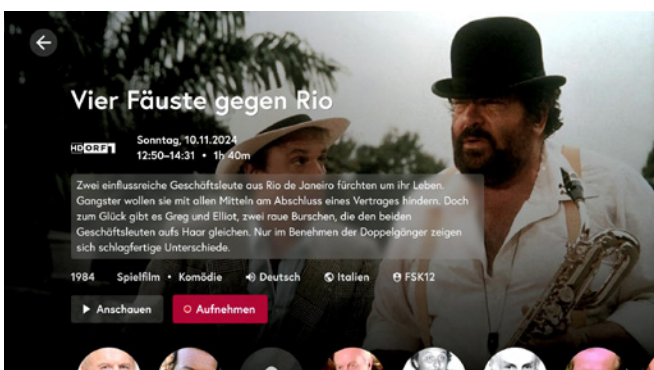 Vier Fäuste gegen Rio
HD ORF 1
Sonntag, 10.11.2024
12:50–14:31 • 1h 40m
Zwei einflussreiche Geschäftsleute aus Rio de Janeiro fürchten um ihr Leben.
Gangster wollen sie mit allen Mitteln am Abschluss eines Vertrages hindern. Doch
zum Glück gibt es Greg und Elliot, zwei raue Burschen, die den beiden
Geschäftsleuten aufs Haar gleichen. Nur im Benehmen der Doppelgänger zeigen
sich schlagfertige Unterschiede.
1984 Spielfilm • Komödie Deutsch Italien FSK12
Anschauen Aufnehmen